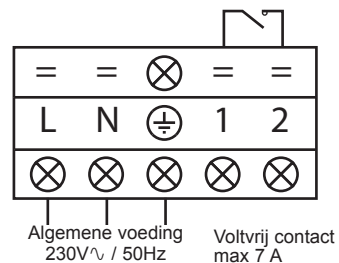 = = = =
L N 1 2
Algemene voeding
230V∿ / 50Hz
Voltvrij contact
max 7 A